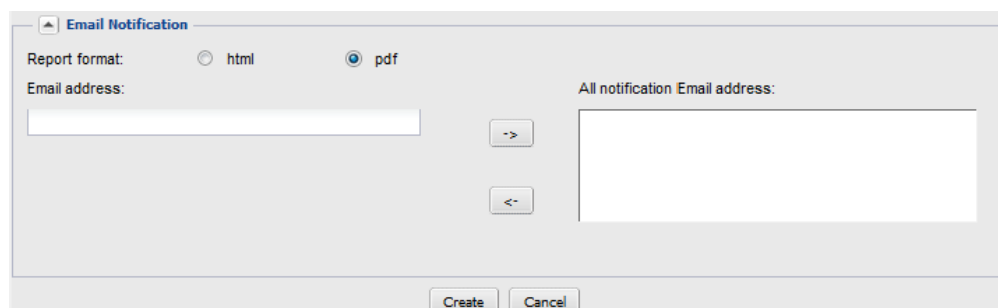 Email Notification
Report format: html pdf
Email address: All notification Email address:
->
<-
Create Cancel